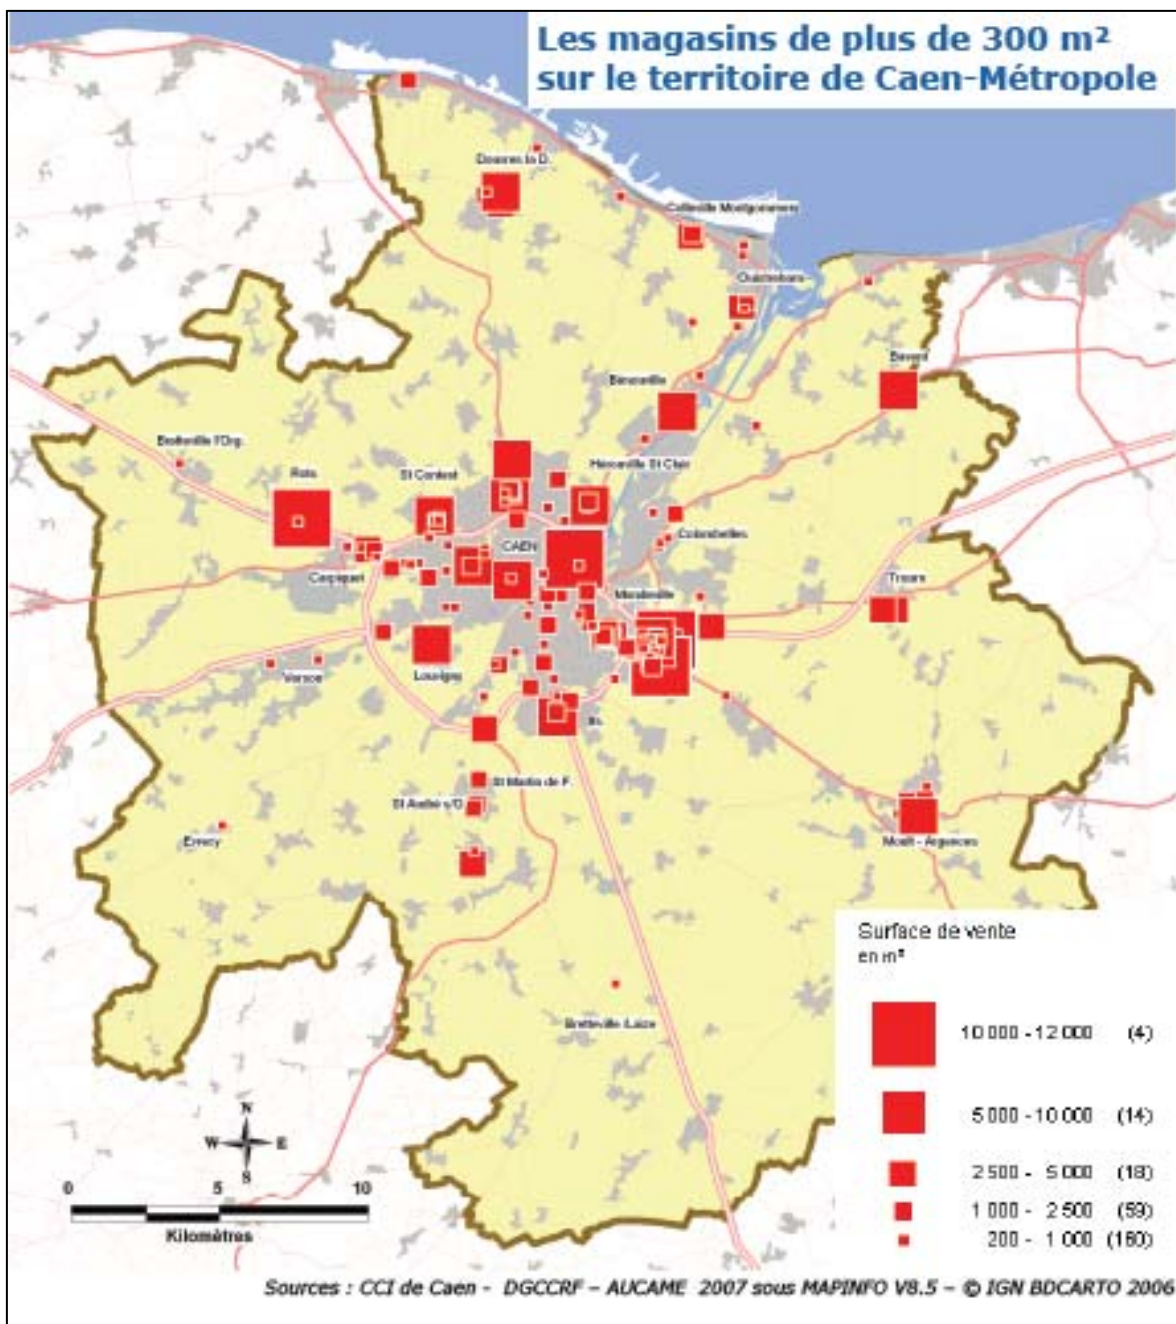 Les magasins de plus de 300 m²
sur le territoire de Caen-Métropole
Douvres la D.
Colleville Montgommery
Ouistreham
Bavent
Bénouville
Bretteville l'Org.
Rots
St Contest
Hérouville St Clair
CAEN
Colombelles
Carpiquet
Mondeville
Troarn
Verson
Louvigny
Ifs
St Martin de F.
St André s/O.
Evrecy
Moult - Argences
Bretteville /Laize
Surface de vente
en m²
10 000 - 12 000 (4)
5 000 - 10 000 (14)
2 500 - 5 000 (18)
1 000 - 2 500 (59)
200 - 1 000 (160)
N
W E
S
0 5 10
Kilomètres
Sources : CCI de Caen - DGCCRF – AUCAME 2007 sous MAPINFO V8.5 – © IGN BDCARTO 2006